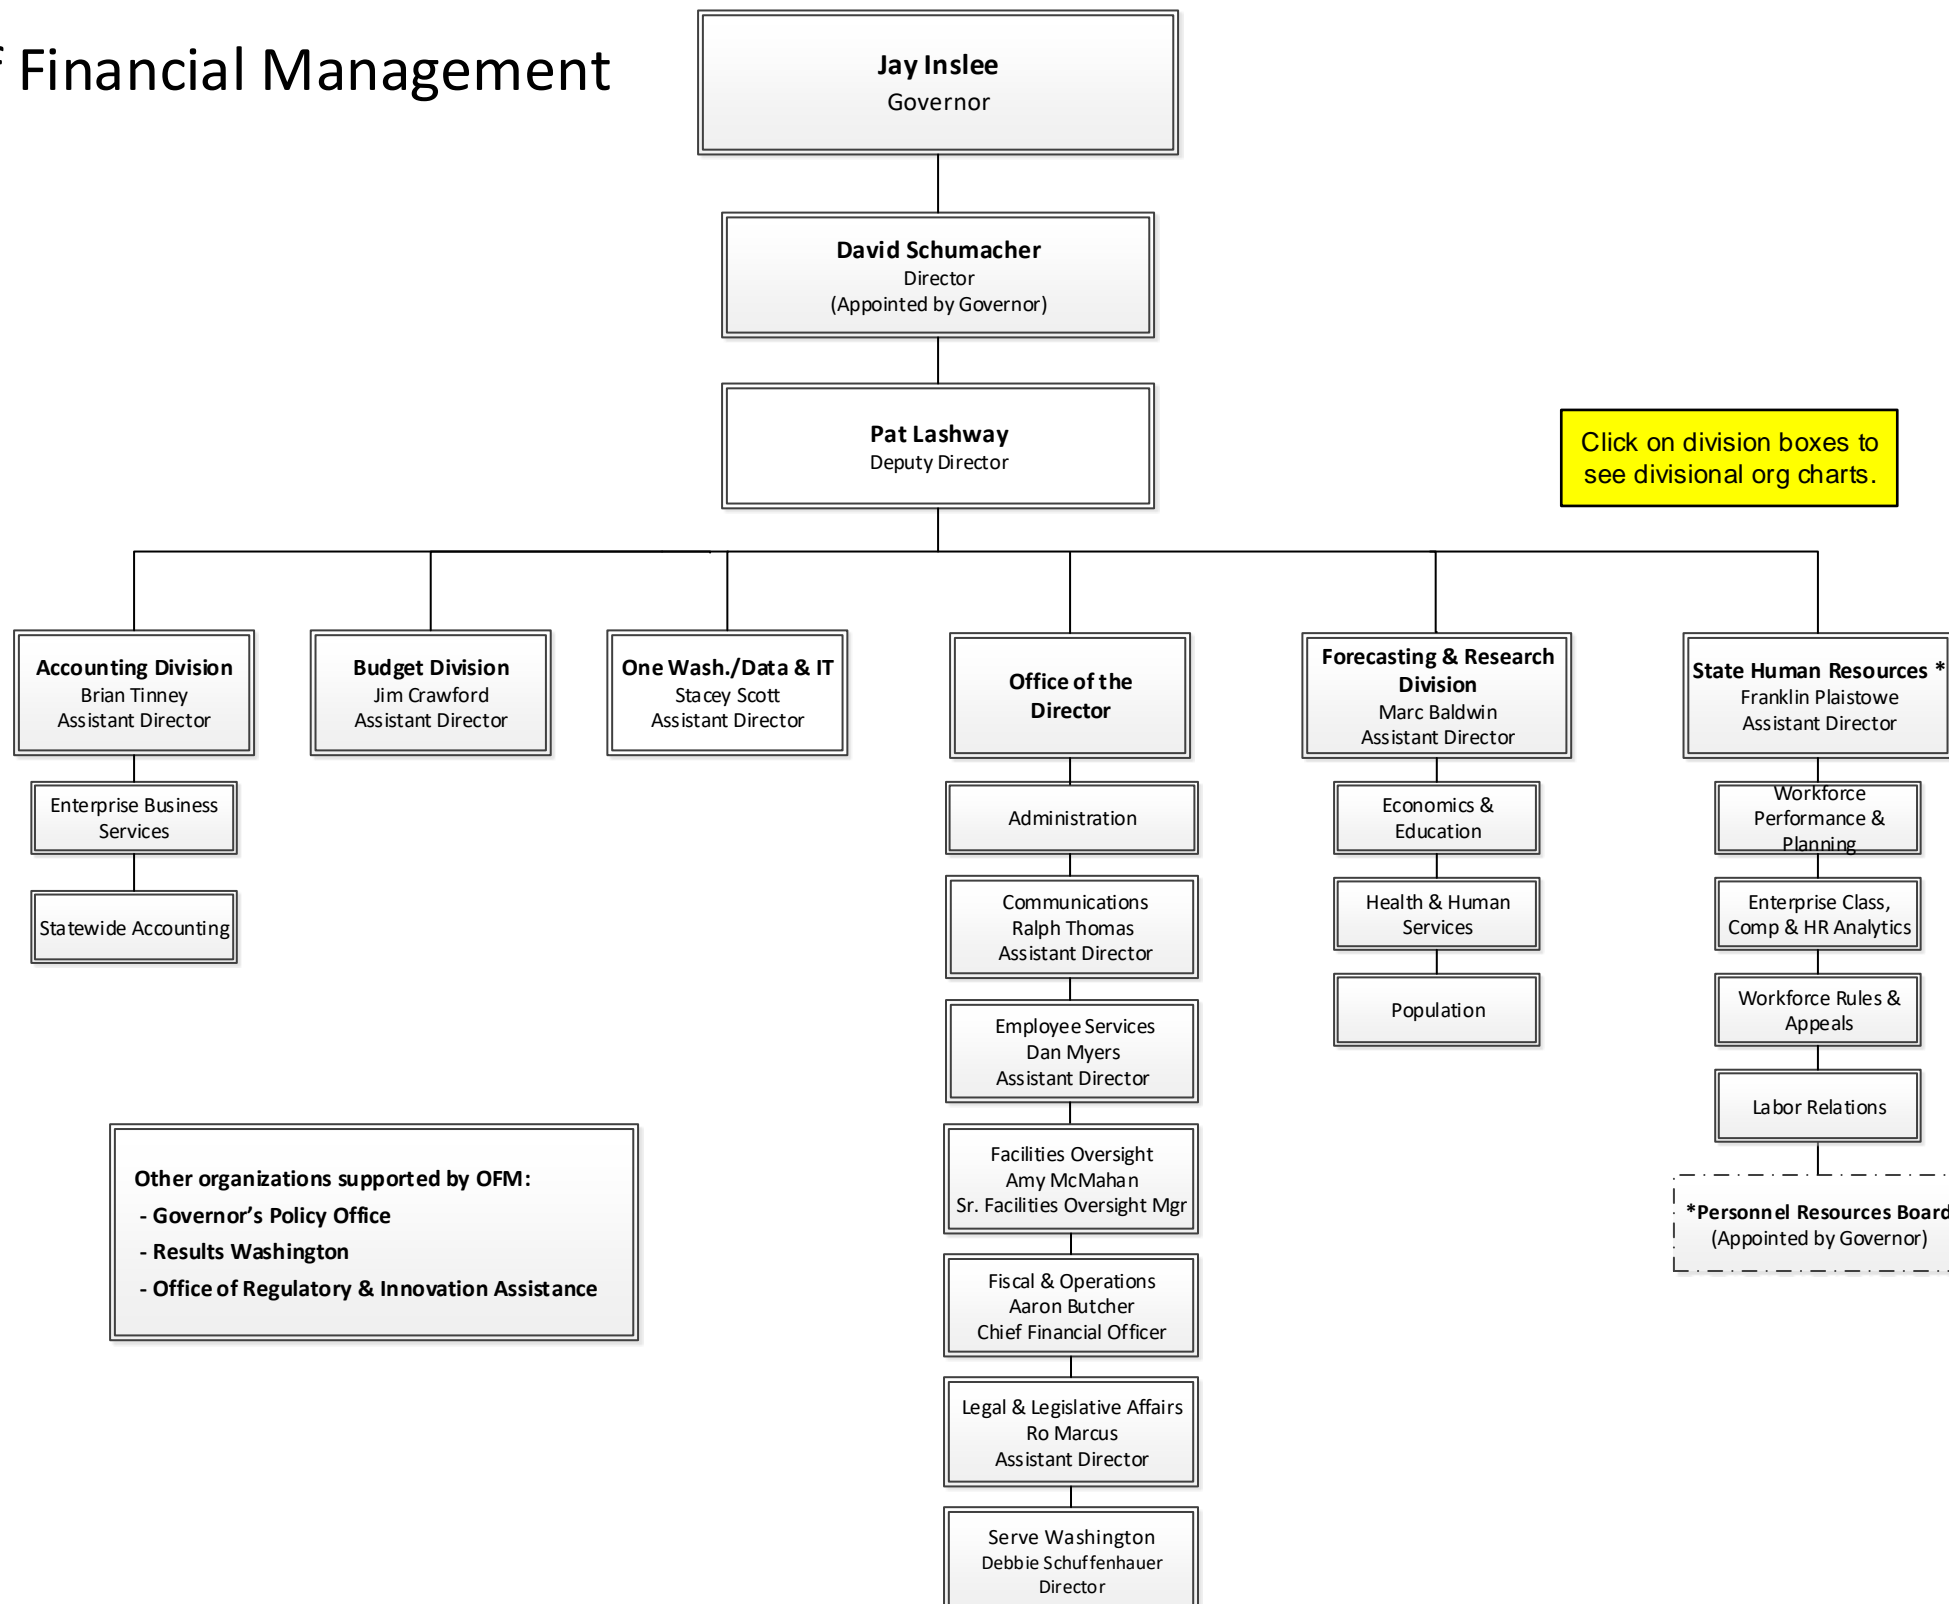 f Financial Management
Jay Inslee
Governor
David Schumacher
Director
(Appointed by Governor)
Pat Lashway
Deputy Director
Click on division boxes to
see divisional org charts.
Accounting Division
Brian Tinney
Assistant Director
Enterprise Business
Services
Statewide Accounting
Budget Division
Jim Crawford
Assistant Director
One Wash./Data & IT
Stacey Scott
Assistant Director
Office of the
Director
Administration
Communications
Ralph Thomas
Assistant Director
Employee Services
Dan Myers
Assistant Director
Facilities Oversight
Amy McMahan
Sr. Facilities Oversight Mgr
Fiscal & Operations
Aaron Butcher
Chief Financial Officer
Legal & Legislative Affairs
Ro Marcus
Assistant Director
Serve Washington
Debbie Schuffenhauer
Director
Forecasting & Research
Division
Marc Baldwin
Assistant Director
Economics &
Education
Health & Human
Services
Population
State Human Resources *
Franklin Plaistowe
Assistant Director
Workforce
Performance &
Planning
Enterprise Class,
Comp & HR Analytics
Workforce Rules &
Appeals
Labor Relations
*Personnel Resources Board
(Appointed by Governor)
Other organizations supported by OFM:
- Governor’s Policy Office
- Results Washington
- Office of Regulatory & Innovation Assistance